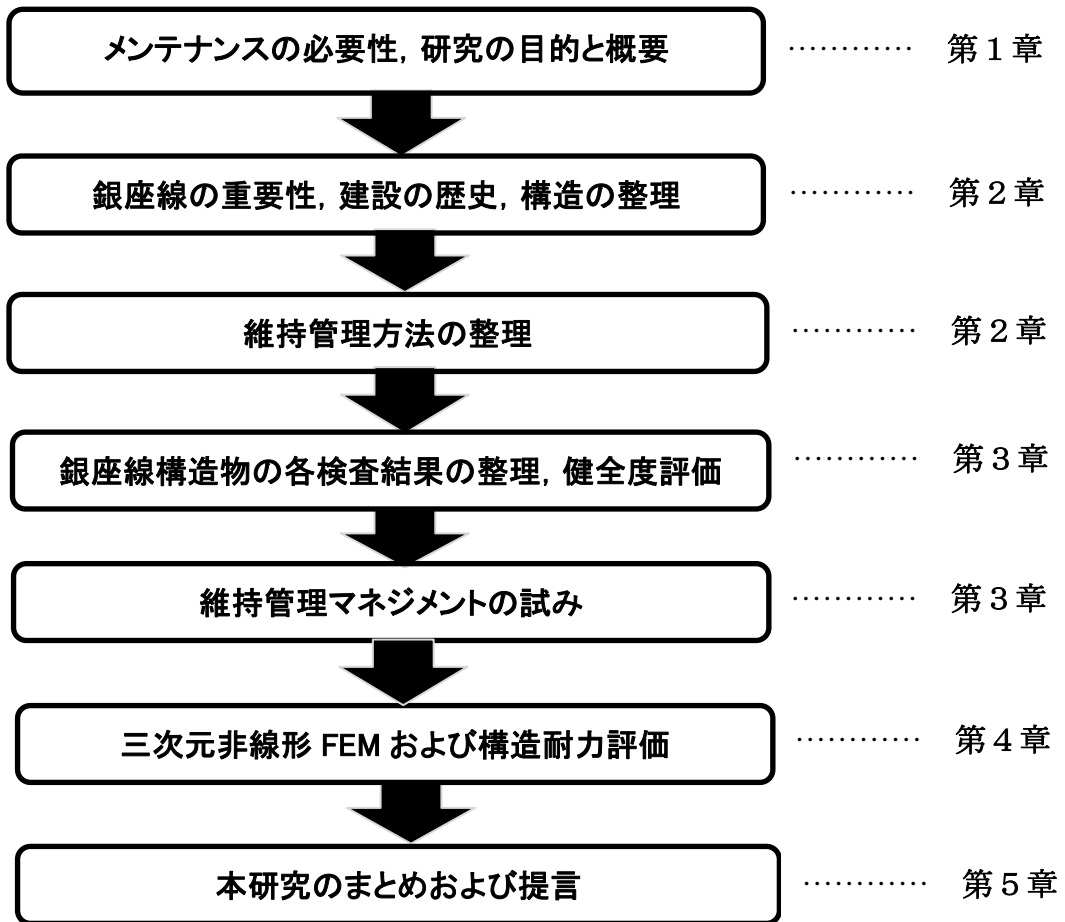 メンテナンスの必要性，研究の目的と概要 ………… 第１章
銀座線の重要性，建設の歴史，構造の整理 ………… 第２章
維持管理方法の整理 ………… 第２章
銀座線構造物の各検査結果の整理，健全度評価 ………… 第３章
維持管理マネジメントの試み ………… 第３章
三次元非線形 FEM および構造耐力評価 ………… 第４章
本研究のまとめおよび提言 ………… 第５章